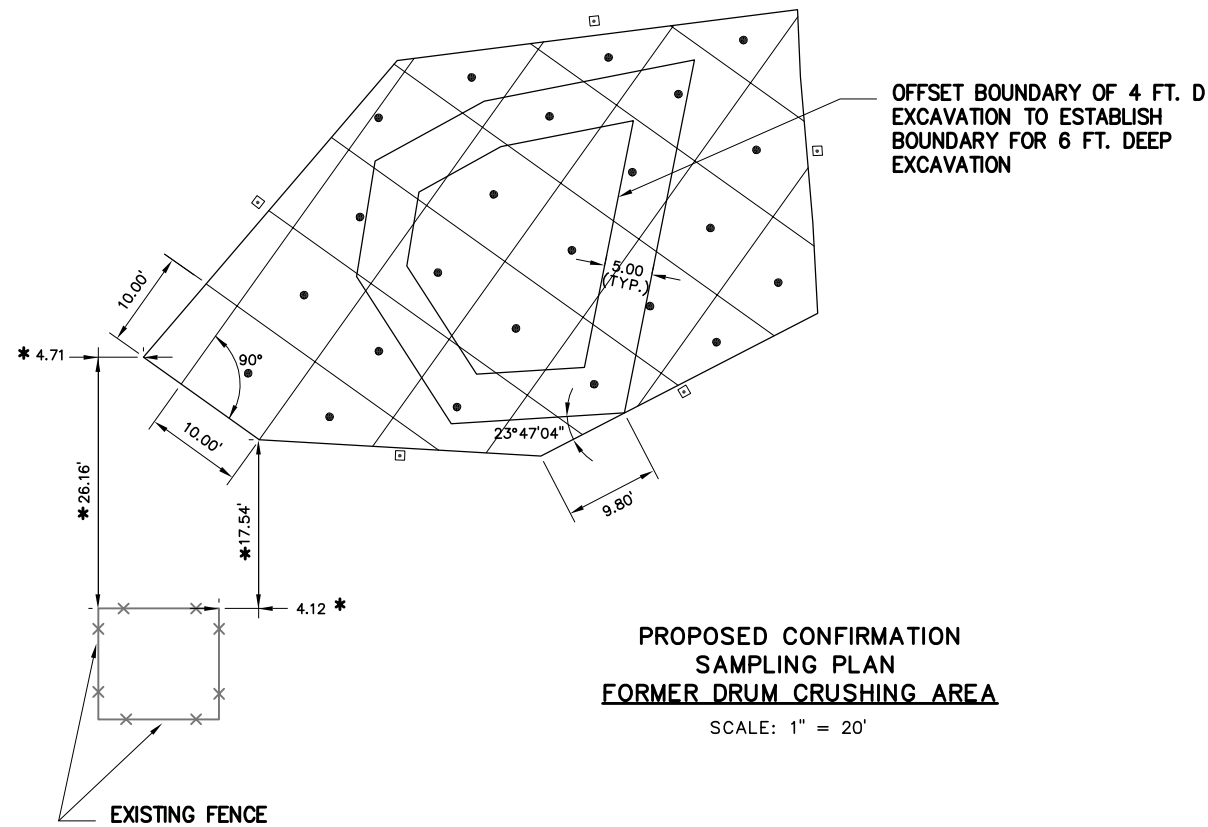 OFFSET BOUNDARY OF 4 FT. D
EXCAVATION TO ESTABLISH
BOUNDARY FOR 6 FT. DEEP
EXCAVATION
10.00'
* 4.71
90°
5.00
(TYP.)
10.00'
23°47'04"
9.80'
*26.16'
*17.54'
4.12 *
PROPOSED CONFIRMATION
SAMPLING PLAN
FORMER DRUM CRUSHING AREA
SCALE: 1" = 20'
EXISTING FENCE